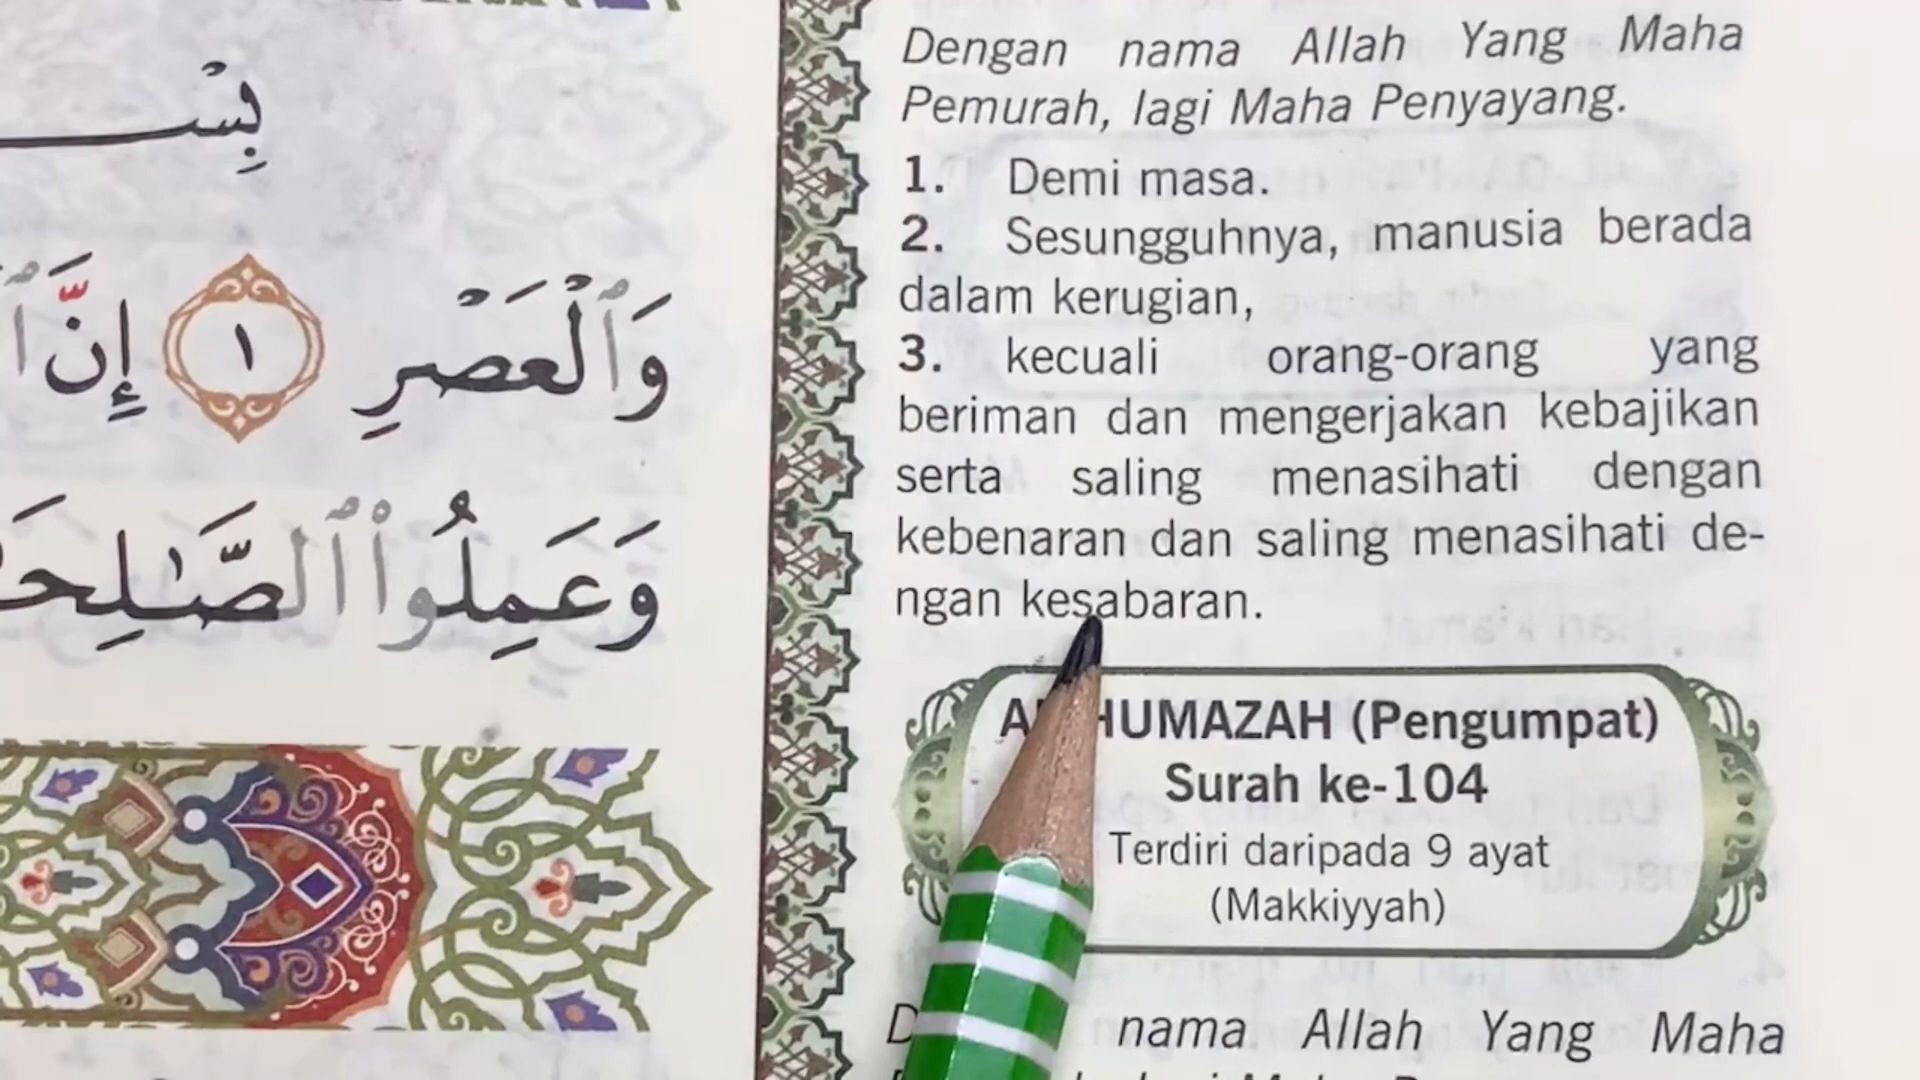 بِسْـ
وَٱلْعَصْرِ ١ إِنَّ
وَعَمِلُوا۟ ٱلصَّـٰلِحَـ
Dengan nama Allah Yang Maha
Pemurah, lagi Maha Penyayang.
1. Demi masa.
2. Sesungguhnya, manusia berada
dalam kerugian,
3. kecuali orang-orang yang
beriman dan mengerjakan kebajikan
serta saling menasihati dengan
kebenaran dan saling menasihati de-
ngan kesabaran.
HUMAZAH (Pengumpat)
Surah ke-104
Terdiri daripada 9 ayat
(Makkiyyah)
nama Allah Yang Maha